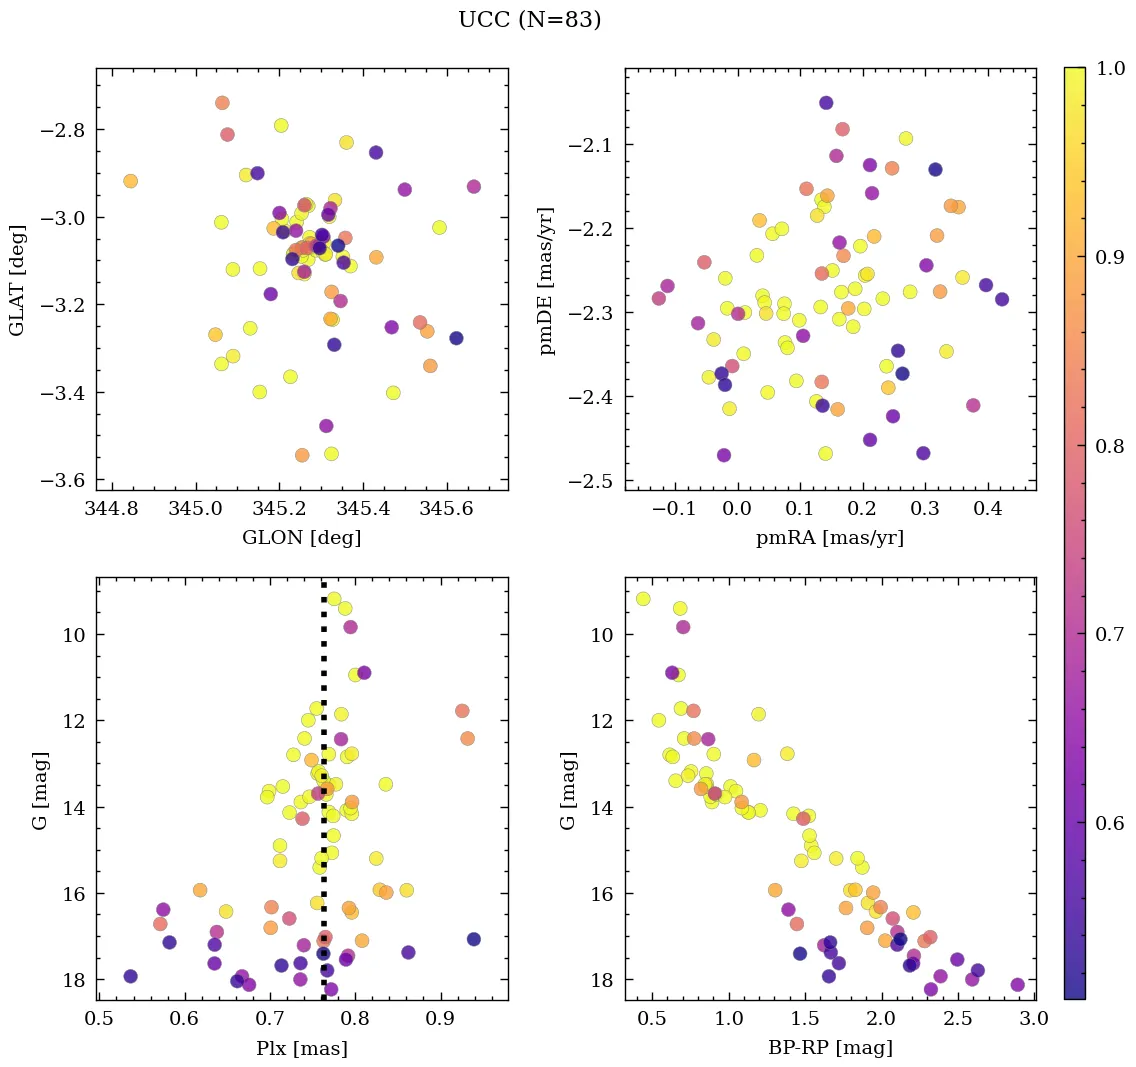 UCC (N=83)
−2.8
−3.0
−3.2
−3.4
−3.6
344.8 345.0 345.2 345.4 345.6
GLON [deg]
GLAT [deg]
−2.1
−2.2
−2.3
−2.4
−2.5
−0.1 0.0 0.1 0.2 0.3 0.4
pmRA [mas/yr]
pmDE [mas/yr]
1.0
0.9
0.8
0.7
0.6
10
12
14
16
18
0.5 0.6 0.7 0.8 0.9
Plx [mas]
G [mag]
10
12
14
16
18
0.5 1.0 1.5 2.0 2.5 3.0
BP-RP [mag]
G [mag]